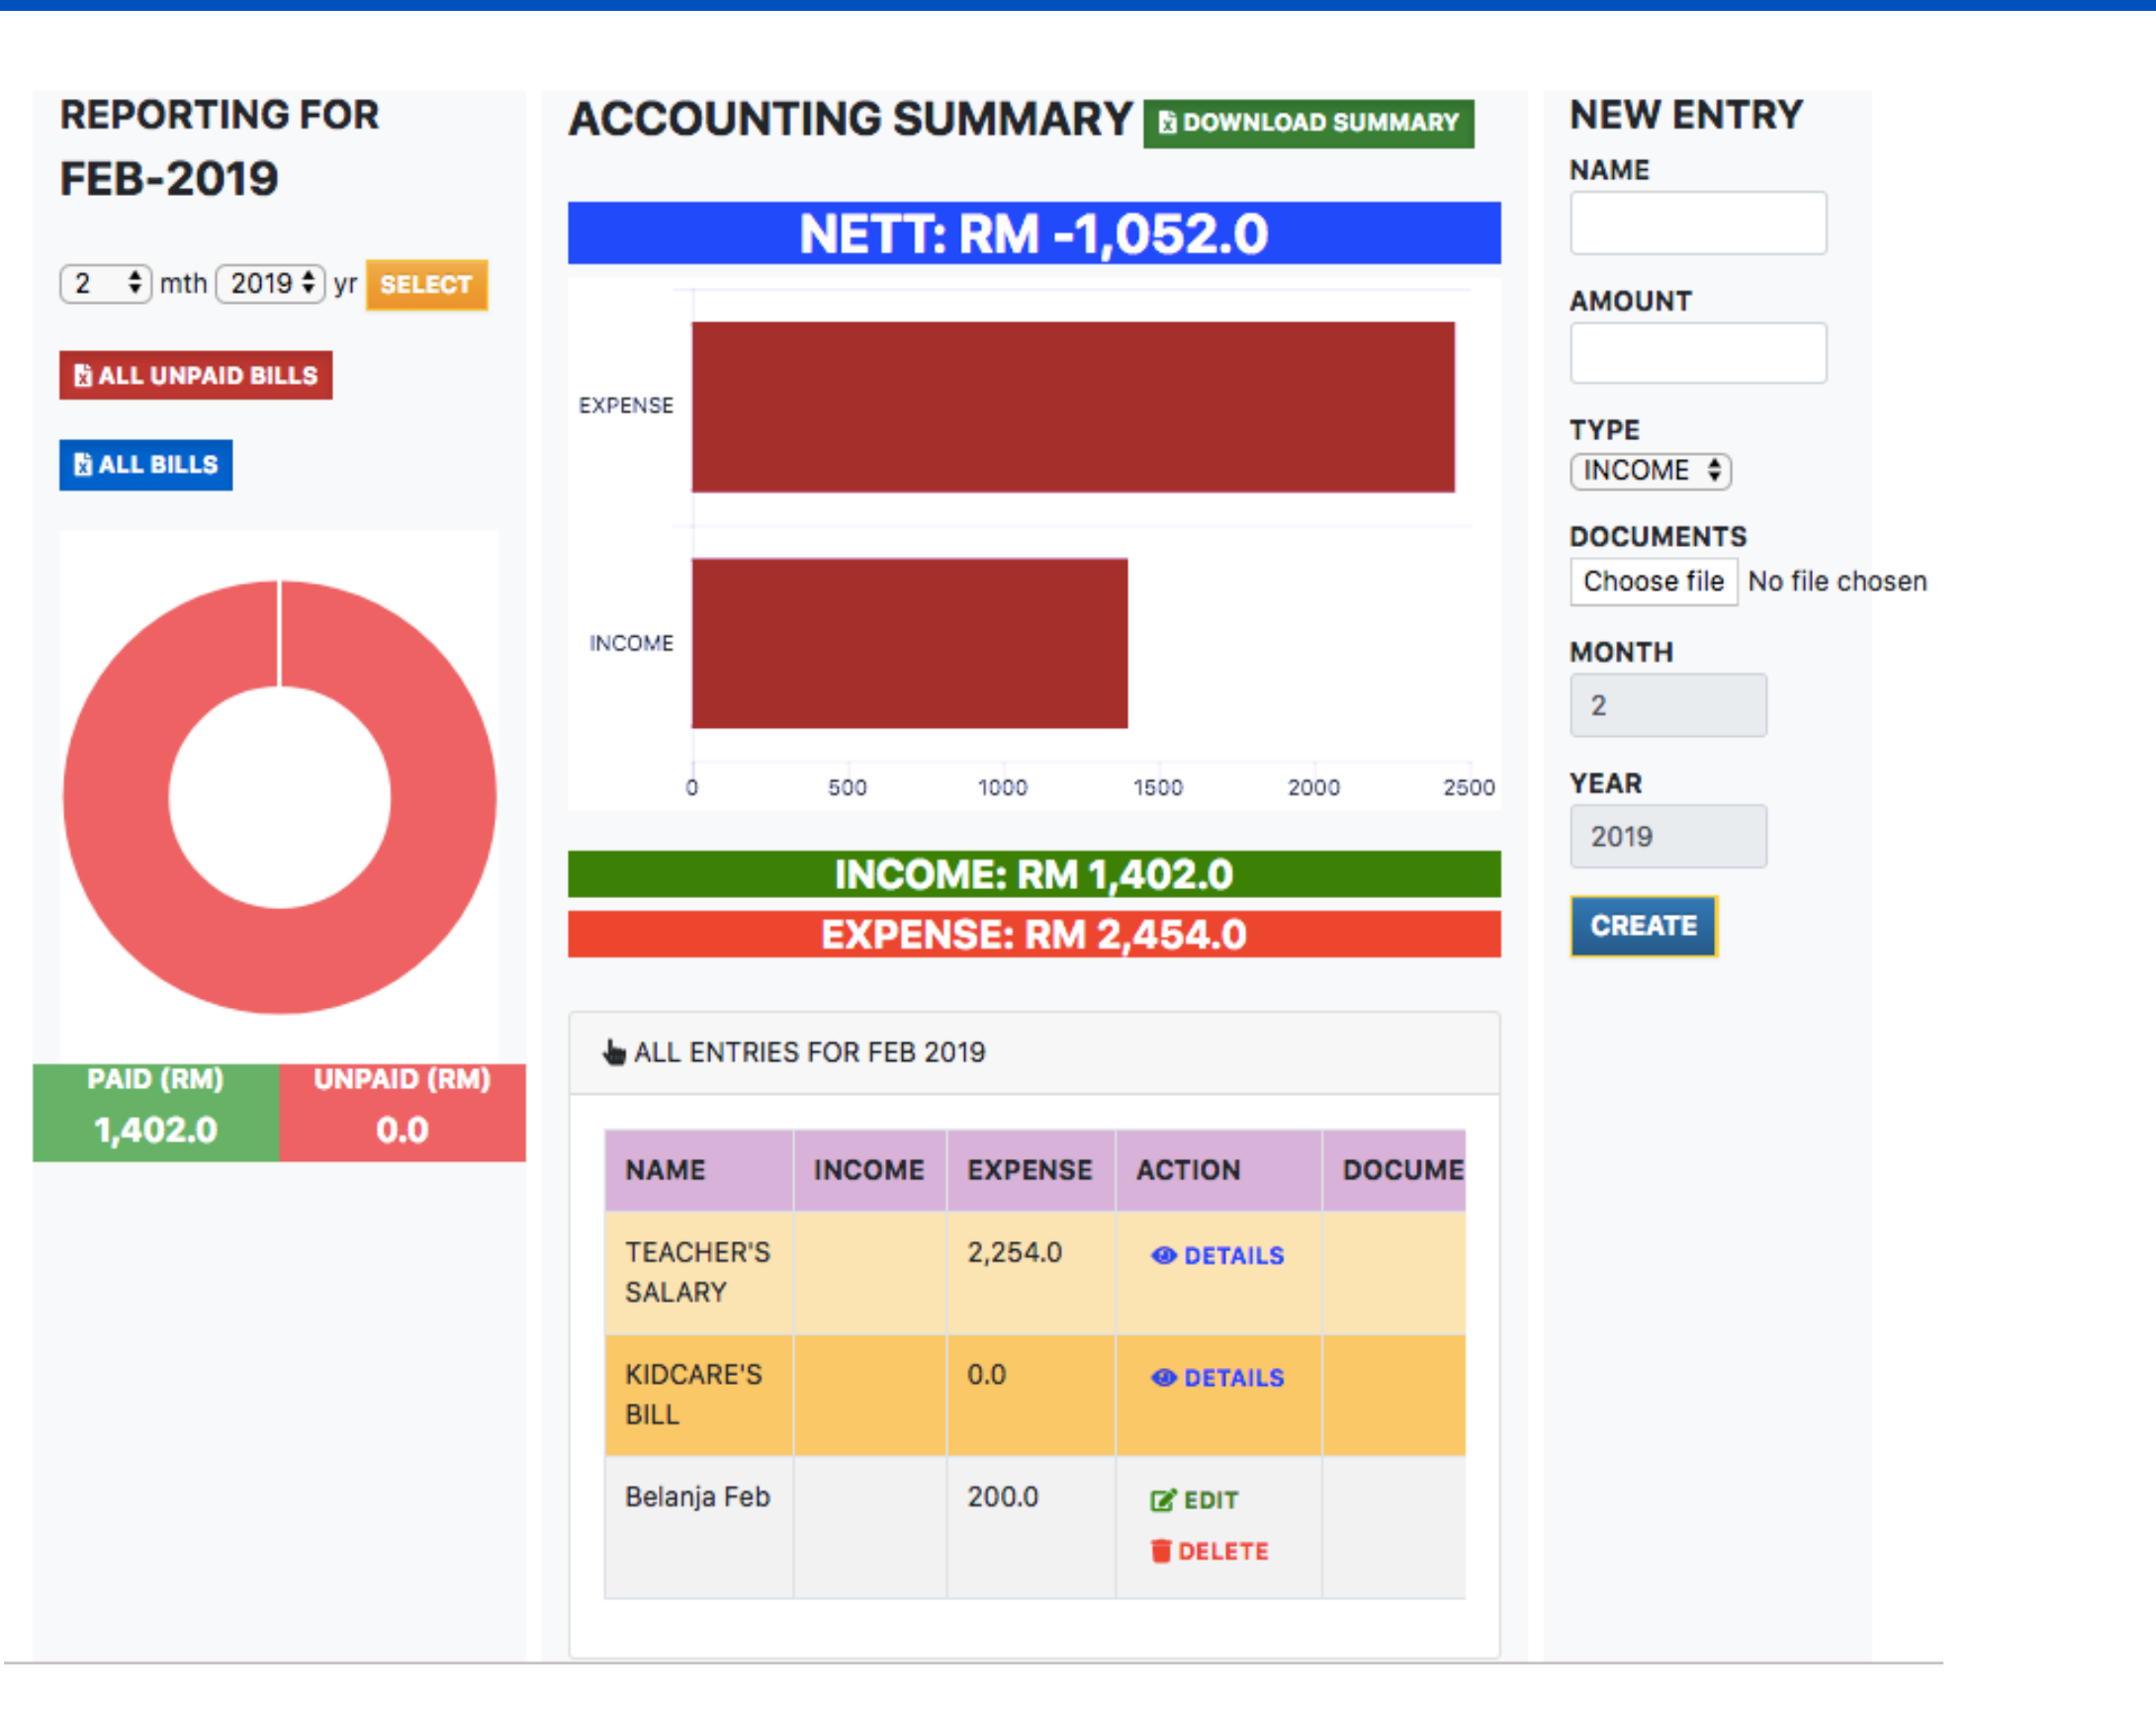 REPORTING FOR
FEB-2019
2 mth 2019 yr SELECT
ALL UNPAID BILLS
ALL BILLS
PAID (RM) UNPAID (RM)
1,402.0 0.0
ACCOUNTING SUMMARY DOWNLOAD SUMMARY
NETT: RM -1,052.0
EXPENSE
INCOME
0 500 1000 1500 2000 2500
INCOME: RM 1,402.0
EXPENSE: RM 2,454.0
ALL ENTRIES FOR FEB 2019
NAME INCOME EXPENSE ACTION DOCUME
TEACHER'S
SALARY
2,254.0 DETAILS
KIDCARE'S
BILL
0.0 DETAILS
Belanja Feb 200.0 EDIT
DELETE
NEW ENTRY
NAME
AMOUNT
TYPE
INCOME
DOCUMENTS
Choose file No file chosen
MONTH
2
YEAR
2019
CREATE